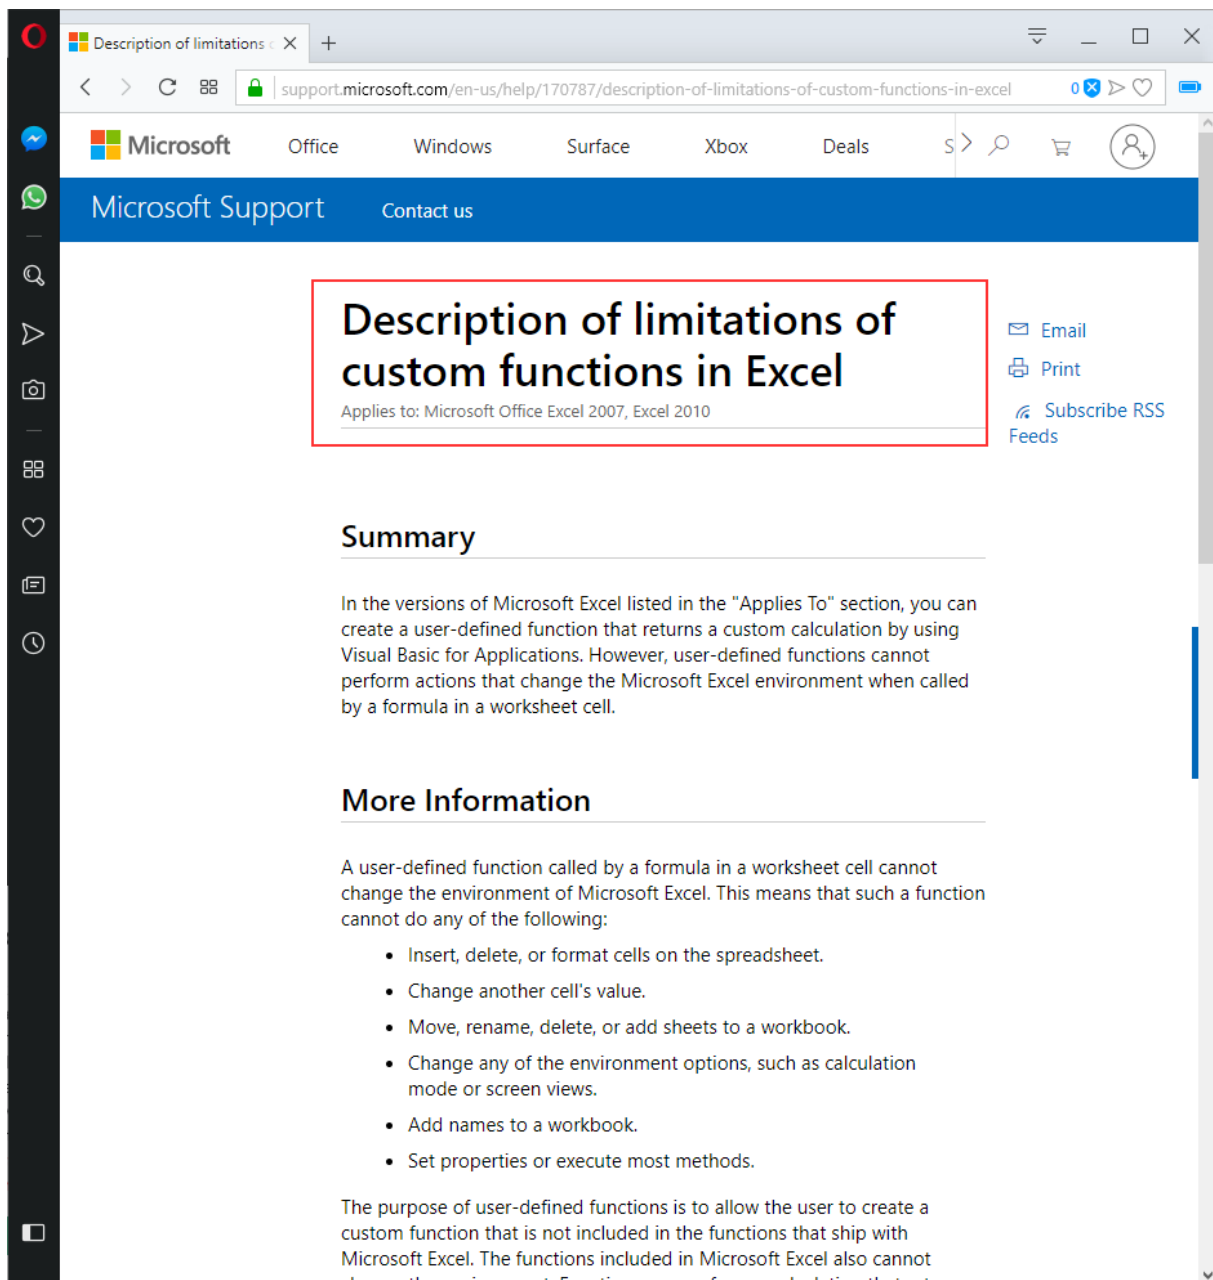 Description of limitations
support.microsoft.com/en-us/help/170787/description-of-limitations-of-custom-functions-in-excel 0
Microsoft Office Windows Surface Xbox Deals S
Microsoft Support Contact us
Description of limitations of
custom functions in Excel
Applies to: Microsoft Office Excel 2007, Excel 2010
Email
Print
Subscribe RSS
Feeds
Summary
In the versions of Microsoft Excel listed in the "Applies To" section, you can
create a user-defined function that returns a custom calculation by using
Visual Basic for Applications. However, user-defined functions cannot
perform actions that change the Microsoft Excel environment when called
by a formula in a worksheet cell.
More Information
A user-defined function called by a formula in a worksheet cell cannot
change the environment of Microsoft Excel. This means that such a function
cannot do any of the following:
• Insert, delete, or format cells on the spreadsheet.
• Change another cell's value.
• Move, rename, delete, or add sheets to a workbook.
• Change any of the environment options, such as calculation
mode or screen views.
• Add names to a workbook.
• Set properties or execute most methods.
The purpose of user-defined functions is to allow the user to create a
custom function that is not included in the functions that ship with
Microsoft Excel. The functions included in Microsoft Excel also cannot